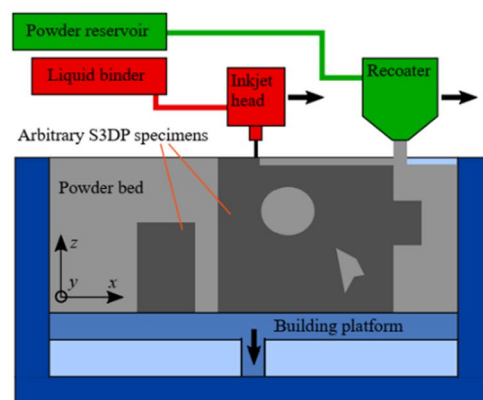 Powder reservoir
Liquid binder
Inkjet
head
Recoater
Arbitrary S3DP specimens
Powder bed
z
y
x
Building platform